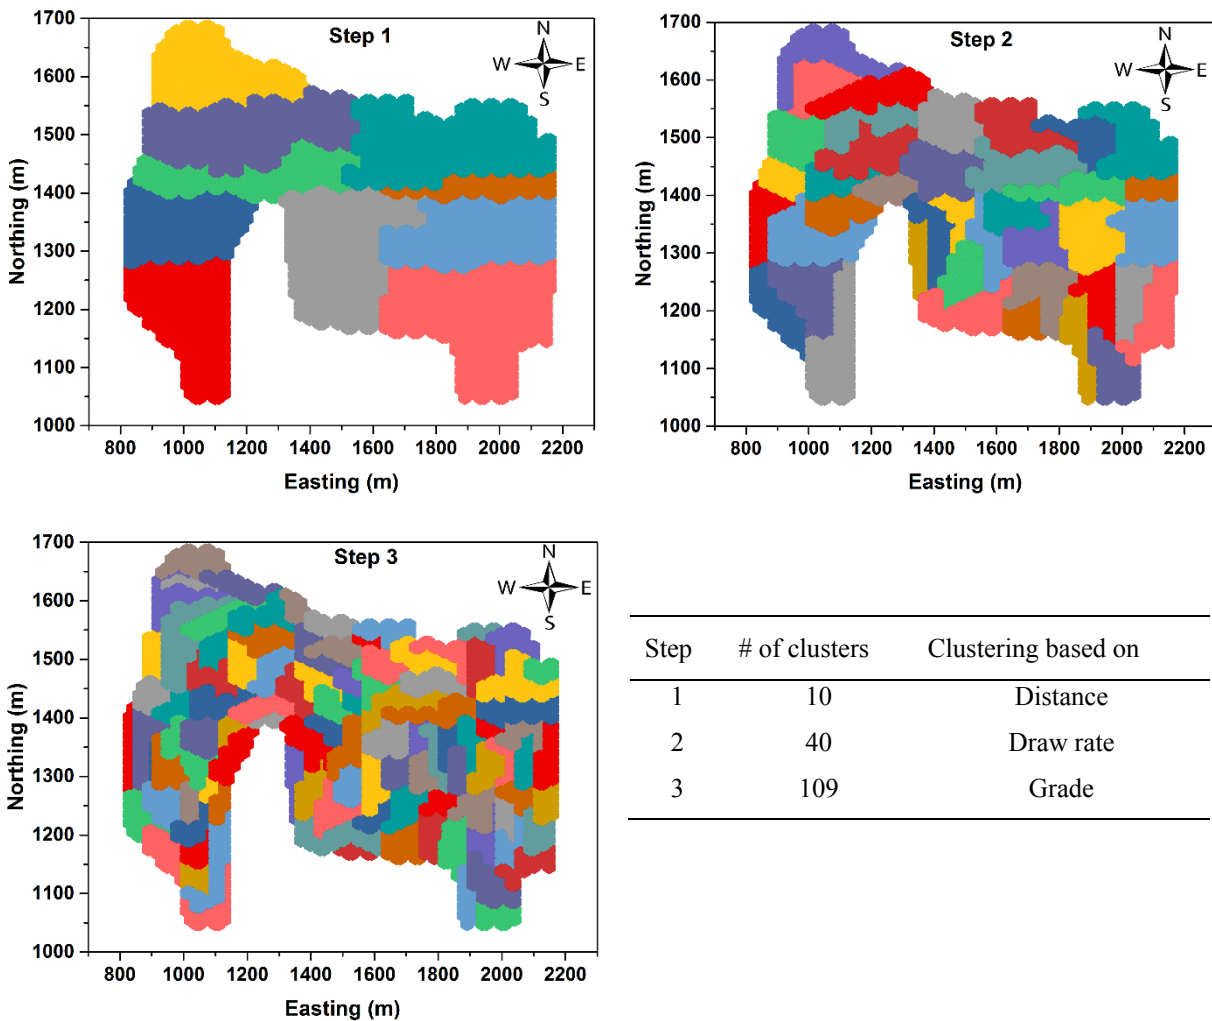 Step 1
N
W E
S
1700
1600
1500
1400
1300
1200
1100
1000
Northing (m)
800 1000 1200 1400 1600 1800 2000 2200
Easting (m)
Step 2
N
W E
S
1700
1600
1500
1400
1300
1200
1100
1000
Northing (m)
800 1000 1200 1400 1600 1800 2000 2200
Easting (m)
Step 3
N
W E
S
1700
1600
1500
1400
1300
1200
1100
1000
Northing (m)
800 1000 1200 1400 1600 1800 2000 2200
Easting (m)
Step # of clusters Clustering based on
1 10 Distance
2 40 Draw rate
3 109 Grade